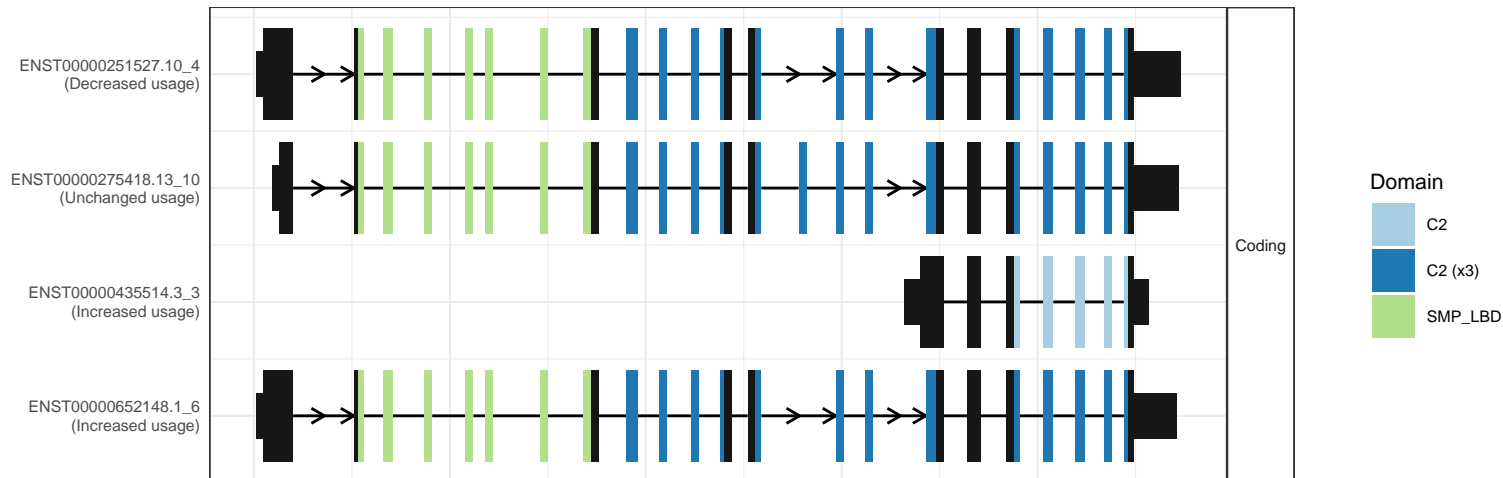 ENST00000251527.10_4
(Decreased usage)
ENST00000275418.13_10
(Unchanged usage)
ENST00000435514.3_3
(Increased usage)
ENST00000652148.1_6
(Increased usage)
Coding
Domain
C2
C2 (x3)
SMP_LBD